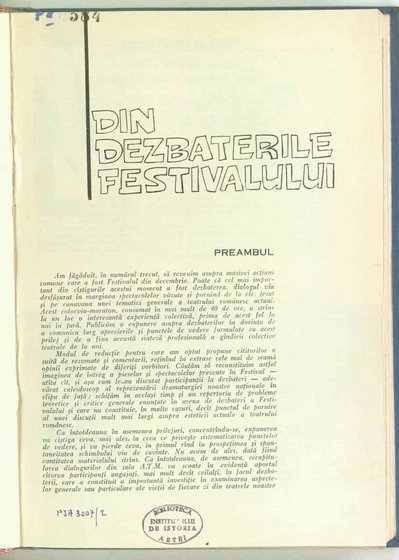 584
DIN
DEZBATERILE
FESTIVALULUI
PREAMBUL
Am făgăduit, în numărul trecut, să revenim asupra masivei acțiuni
comune care a fost Festivalul din decembrie. Poate că cel mai impor-
tant din cîștigurile acestui moment a fost dezbaterea, dialogul viu
desfășurat în marginea spectacolelor văzute și pornind de la ele, țesut
și pe canavaua unei tematici generale a teatrului românesc actual.
Acest colocviu-maraton, consumat în mai mult de 40 de ore, a strîns
la un loc o interesantă experiență colectivă, prima de acest fel la
noi în țară. Publicăm o expunere asupra dezbaterilor în dorința de
a comunica larg aprecierile și punctele de vedere formulate cu acest
prilej și de a fixa această sinteză profesională a gîndirii colective
teatrale de la noi.
Modul de reducție pentru care am optat propune cititorilor o
suită de rezumate și comentarii, reținînd în extrase cele mai de seamă
opinii exprimate de diferiți vorbitori. Căutăm să reconstituim astfel
imaginea de întreg a pieselor și spectacolelor prezente în Festival —
atîta cît, și așa cum le-au discutat participanții la dezbateri — ade-
vărat caleidoscop al reprezentării dramaturgiei noastre naționale în
clipa de față; schițăm în același timp și un repertoriu de probleme
teoretice și critice generale enunțate în arena de dezbateri a Festi-
valului și care nu constituie, în multe cazuri, decît punctul de pornire
al unei discuții mult mai largi asupra esteticii actuale a teatrului
românesc.
Ca întotdeauna în asemenea prilejuri, concentrîndu-se, expunerea
va cîștiga ceva, mai ales, în ceea ce privește sistematizarea punctelor
de vedere, și va pierde ceva, în primul rînd în prospețimea și spon-
taneitatea schimbului viu de cuvinte. Nu avem de ales, dată fiind
cantitatea materialului strîns. Ca întotdeauna, de asemenea, recapitu-
larea dialogurilor din sala A.T.M. va scoate în evidență aportul
cîtorva participanți angajați, mai mult decît ceilalți, în focul dezba-
terii, care a constituit o importantă investiție în examinarea aspecte-
lor generale sau particulare ale vieții de fiecare zi din teatrele noastre
BIBLIOTECA
INSTITUTULUI
DE ISTORIA
ARTEI